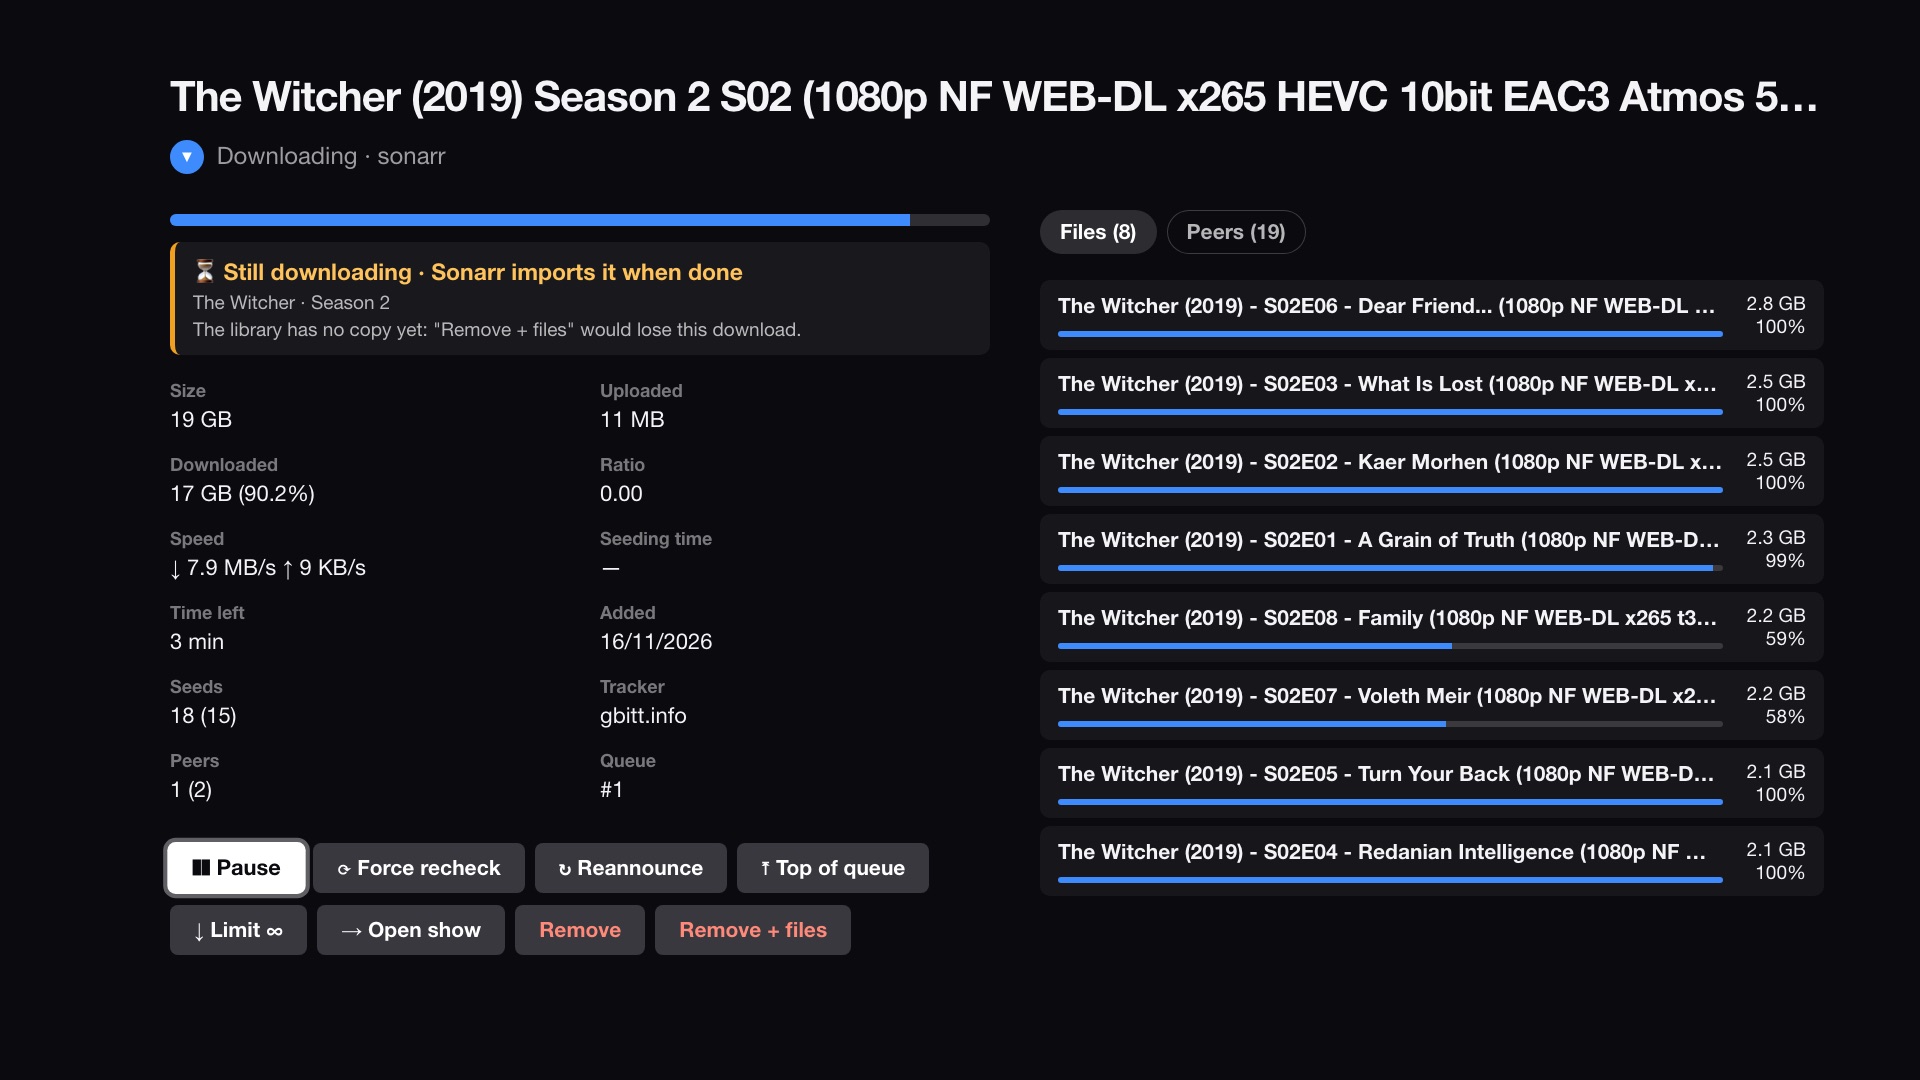 The Witcher (2019) Season 2 S02 (1080p NF WEB-DL x265 HEVC 10bit EAC3 Atmos 5…
▼ Downloading · sonarr
⏳ Still downloading · Sonarr imports it when done
The Witcher · Season 2
The library has no copy yet: "Remove + files" would lose this download.
Size
19 GB
Uploaded
11 MB
Downloaded
17 GB (90.2%)
Ratio
0.00
Speed
↓ 7.9 MB/s ↑ 9 KB/s
Seeding time
—
Time left
3 min
Added
16/11/2026
Seeds
18 (15)
Tracker
gbitt.info
Peers
1 (2)
Queue
#1
Pause
⟳ Force recheck
↻ Reannounce
⤒ Top of queue
↓ Limit ∞
→ Open show
Remove
Remove + files
Files (8)
Peers (19)
The Witcher (2019) - S02E06 - Dear Friend... (1080p NF WEB-DL …
2.8 GB
100%
The Witcher (2019) - S02E03 - What Is Lost (1080p NF WEB-DL x…
2.5 GB
100%
The Witcher (2019) - S02E02 - Kaer Morhen (1080p NF WEB-DL x…
2.5 GB
100%
The Witcher (2019) - S02E01 - A Grain of Truth (1080p NF WEB-D…
2.3 GB
99%
The Witcher (2019) - S02E08 - Family (1080p NF WEB-DL x265 t3…
2.2 GB
59%
The Witcher (2019) - S02E07 - Voleth Meir (1080p NF WEB-DL x2…
2.2 GB
58%
The Witcher (2019) - S02E05 - Turn Your Back (1080p NF WEB-D…
2.1 GB
100%
The Witcher (2019) - S02E04 - Redanian Intelligence (1080p NF …
2.1 GB
100%